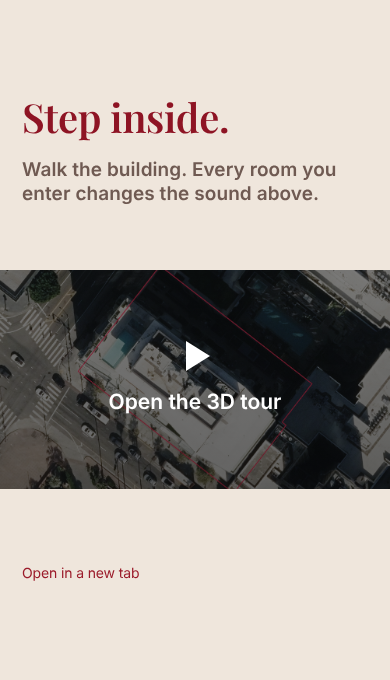 Step inside.
Walk the building. Every room you
enter changes the sound above.
Open the 3D tour
Open in a new tab